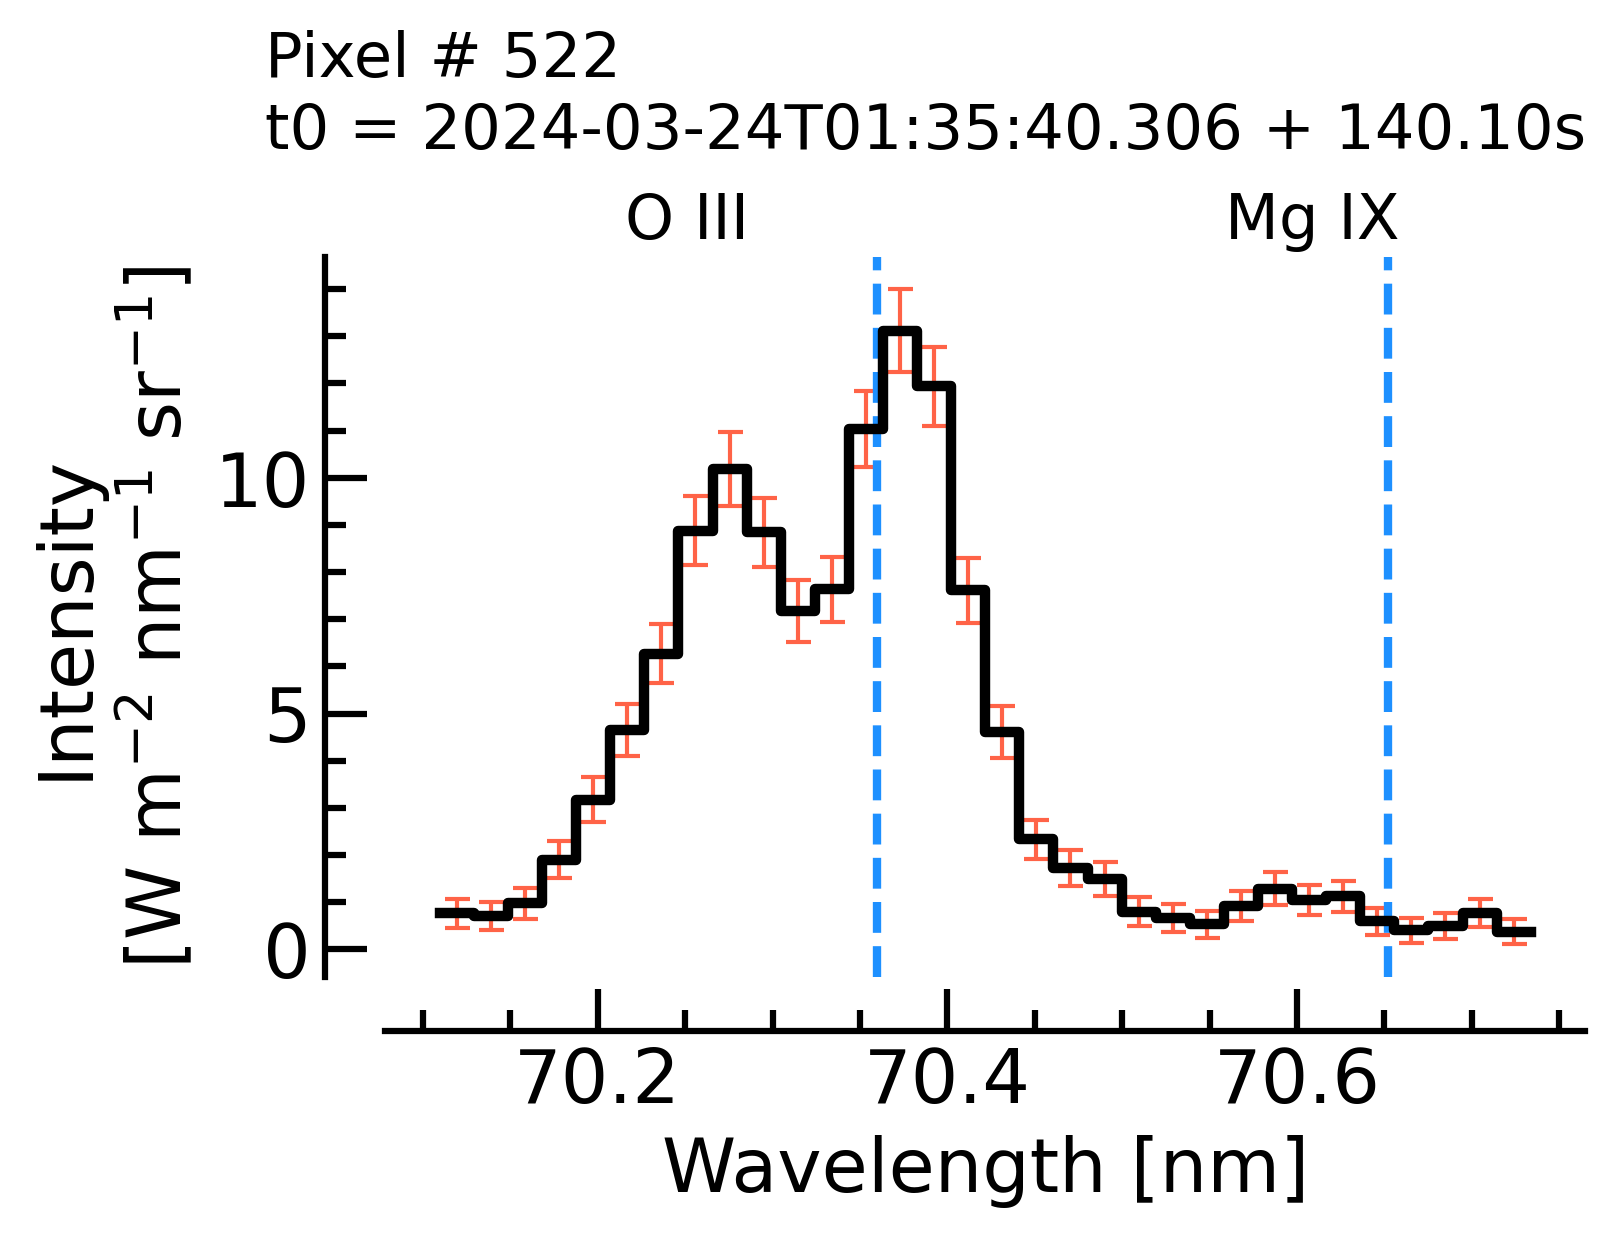 Pixel # 522
t0 = 2024-03-24T01:35:40.306 + 140.10s
O III
Mg IX
Intensity
[W m⁻² nm⁻¹ sr⁻¹]
10
5
0
70.2 70.4 70.6
Wavelength [nm]